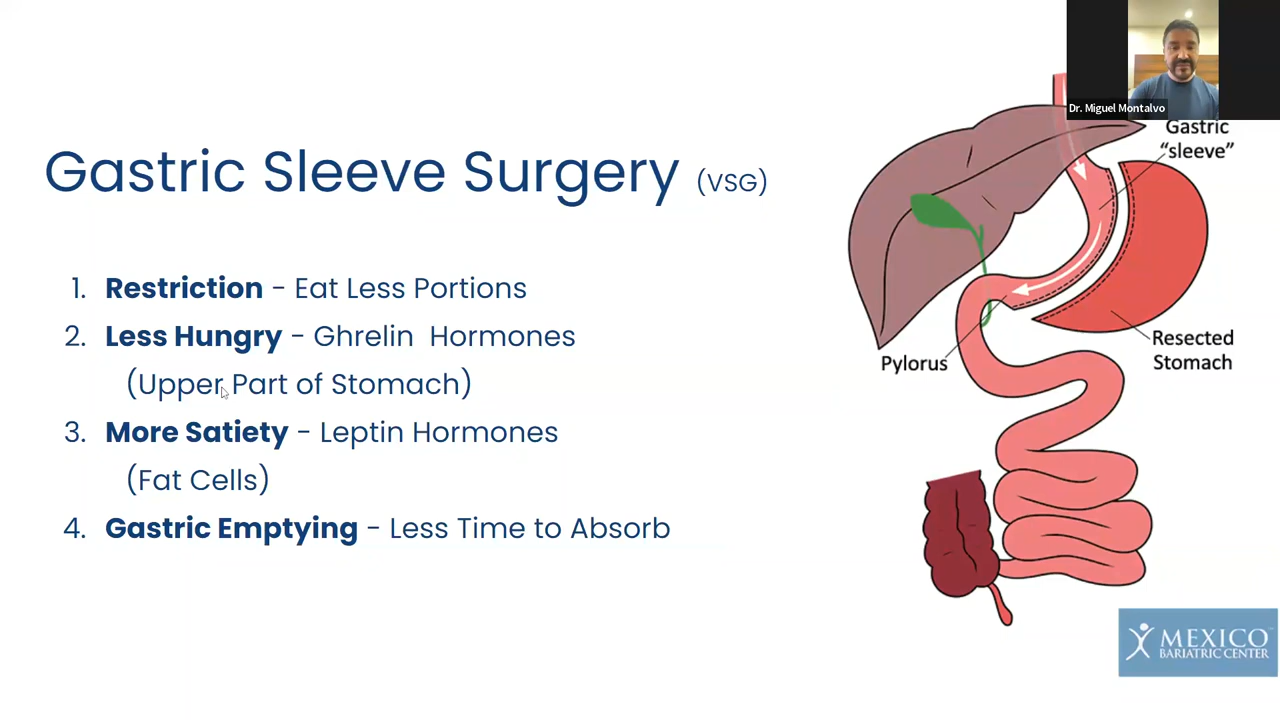 Dr. Miguel Montalvo
Gastric Sleeve Surgery (VSG)
1. Restriction - Eat Less Portions
2. Less Hungry - Ghrelin Hormones
(Upper Part of Stomach)
3. More Satiety - Leptin Hormones
(Fat Cells)
4. Gastric Emptying - Less Time to Absorb
Gastric
“sleeve”
Resected
Stomach
Pylorus
MEXICO
BARIATRIC CENTER